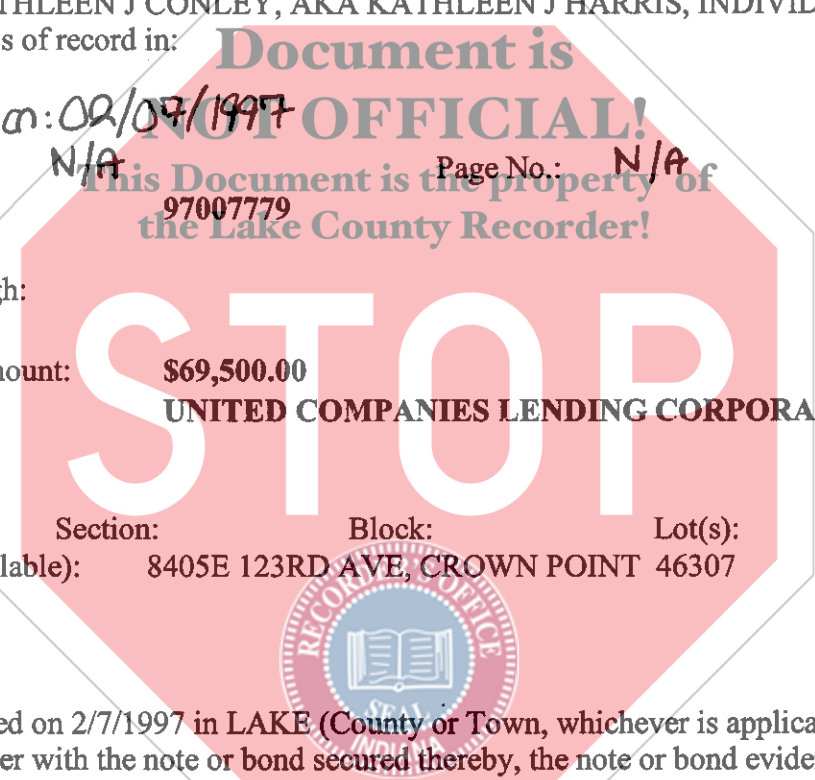 THLEEN J CONLEY, AKA KATHLEEN J HARRIS, INDIVID
s of record in:
Document is
n: 02/07/1997
NOT OFFICIAL!
N/A Page No.: N/A
This Document is the property of
97007779
the Lake County Recorder!
gh:
STOP
nount: $69,500.00
UNITED COMPANIES LENDING CORPORA
Section: Block: Lot(s):
lable): 8405E 123RD AVE, CROWN POINT 46307
RECORDER'S OFFICE
SEAL
INDIANA
ed on 2/7/1997 in LAKE (County or Town, whichever is applica
er with the note or bond secured thereby, the note or bond evide